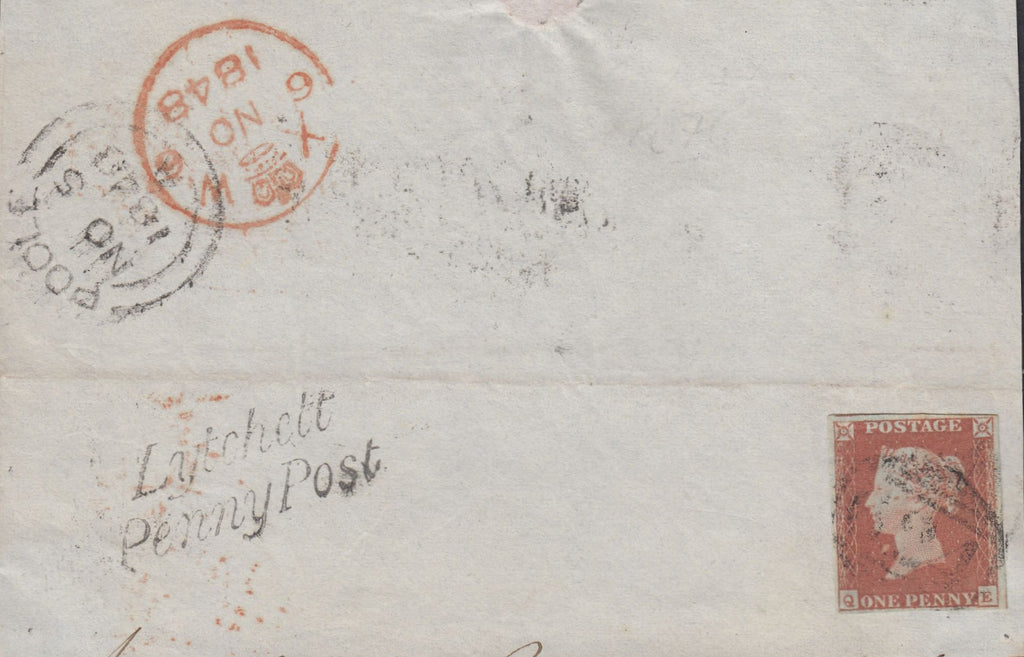 6 X
1848
NO
6
POOLE
NO 5
1848
Lytchett
Penny Post
POSTAGE
Q ONE PENNY. E